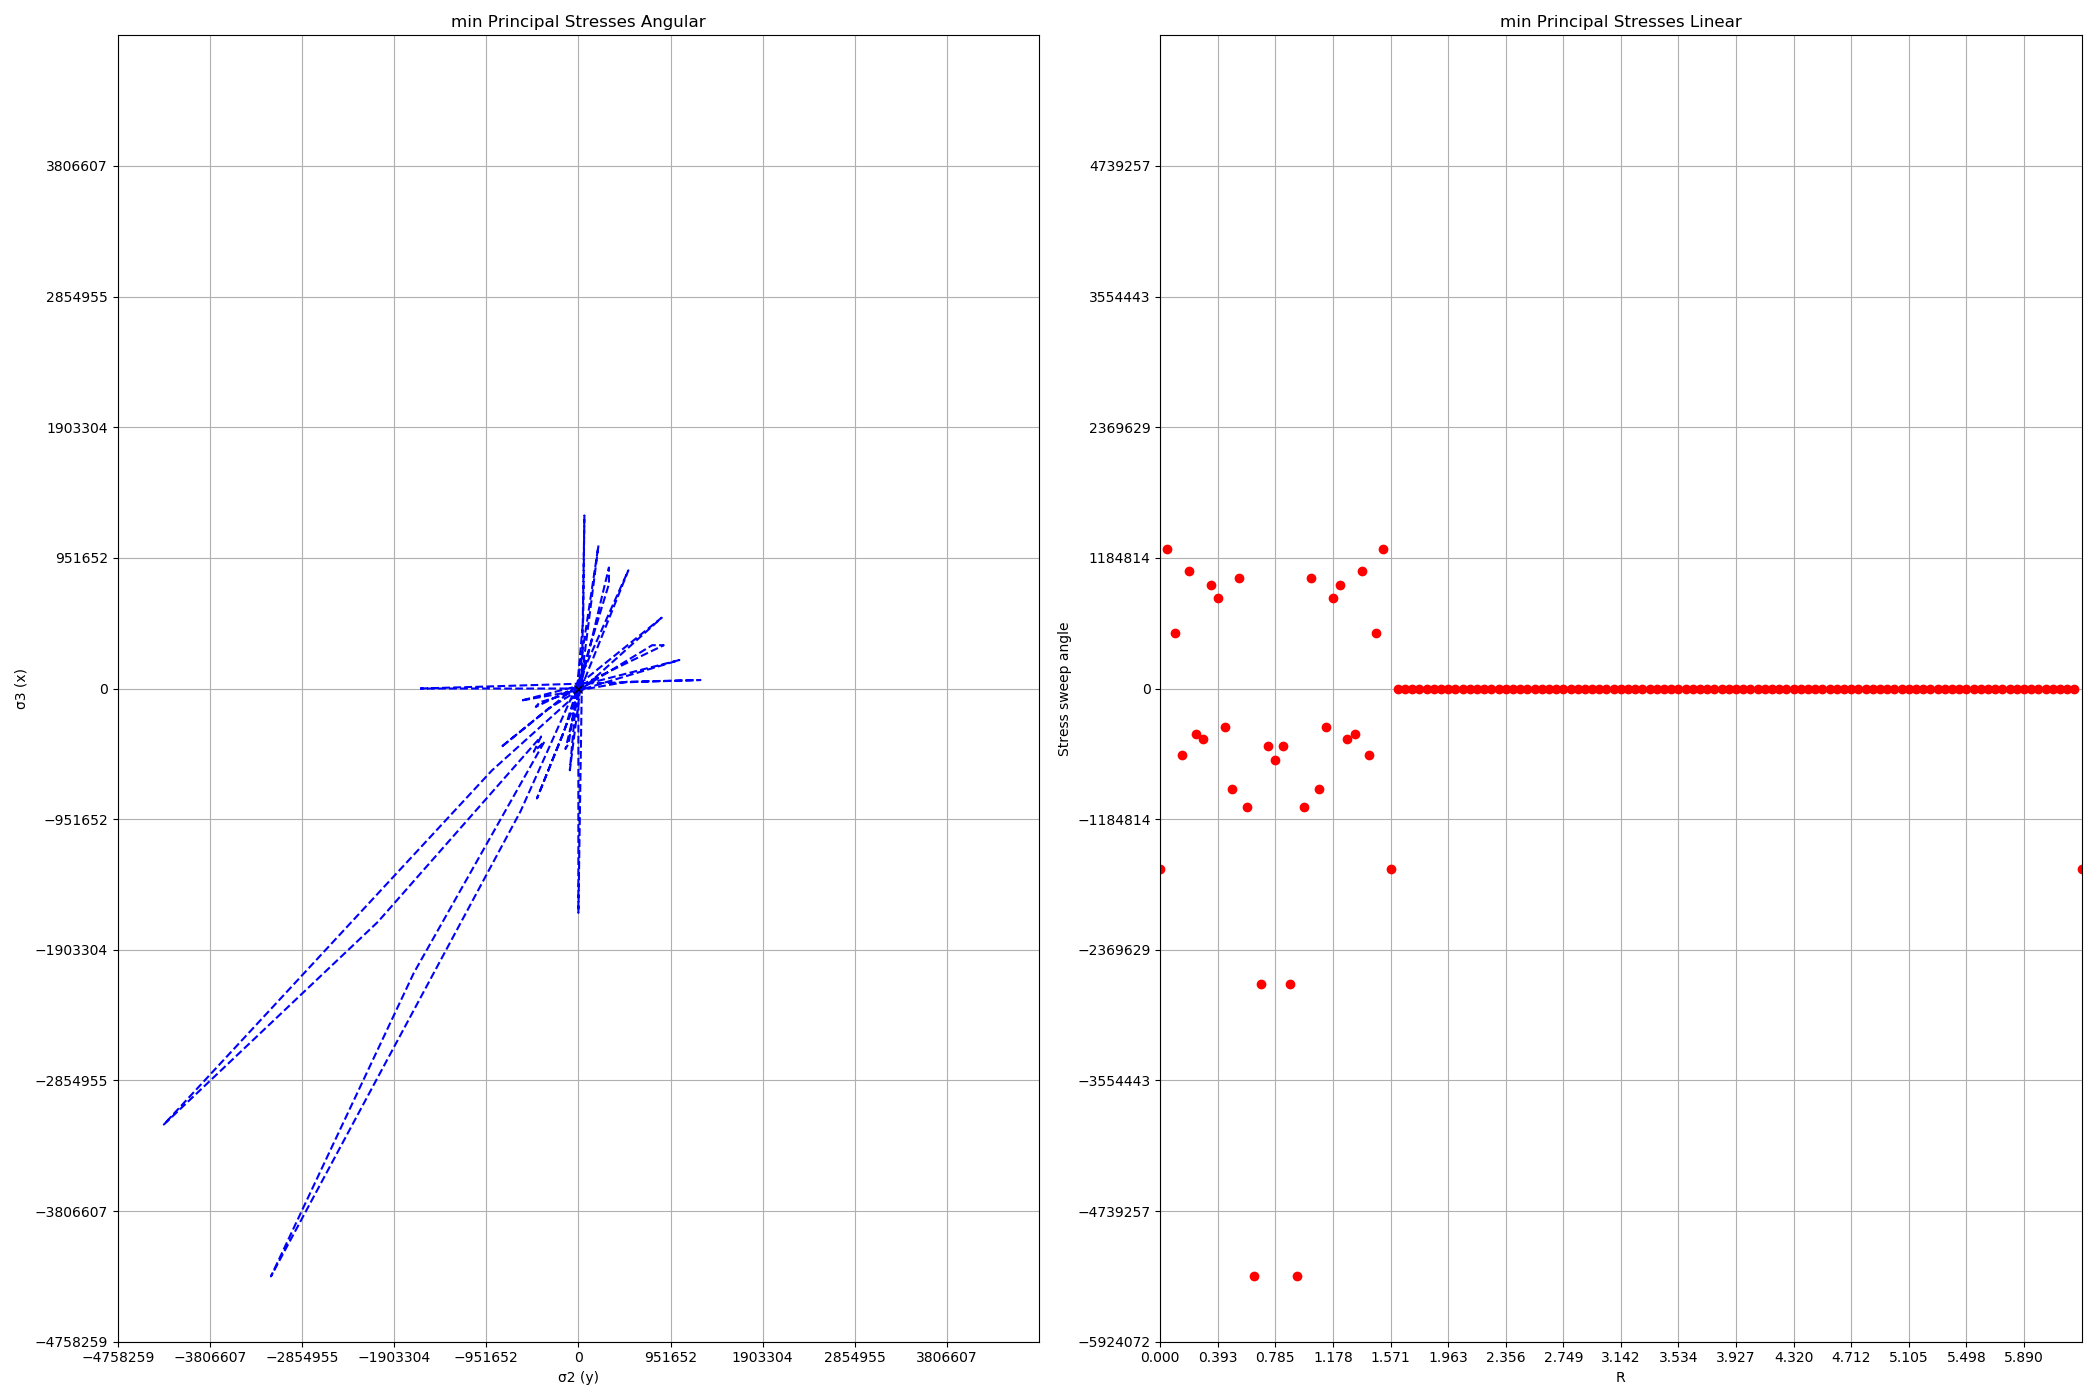 min Principal Stresses Angular
3806607
2854955
1903304
951652
0
−951652
−1903304
−2854955
−3806607
−4758259
σ3 (x)
−4758259 −3806607 −2854955 −1903304 −951652 0 951652 1903304 2854955 3806607
σ2 (y)
min Principal Stresses Linear
4739257
3554443
2369629
1184814
0
−1184814
−2369629
−3554443
−4739257
−5924072
Stress sweep angle
0.000 0.393 0.785 1.178 1.571 1.963 2.356 2.749 3.142 3.534 3.927 4.320 4.712 5.105 5.498 5.890
R